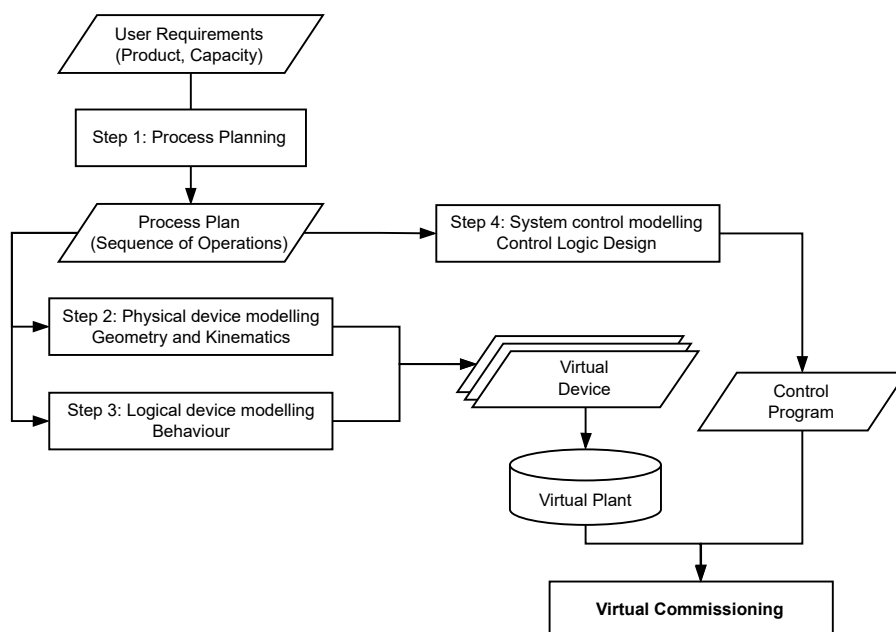 User Requirements
(Product, Capacity)
Step 1: Process Planning
Process Plan
(Sequence of Operations)
Step 4: System control modelling
Control Logic Design
Step 2: Physical device modelling
Geometry and Kinematics
Step 3: Logical device modelling
Behaviour
Virtual
Device
Control
Program
Virtual Plant
Virtual Commissioning